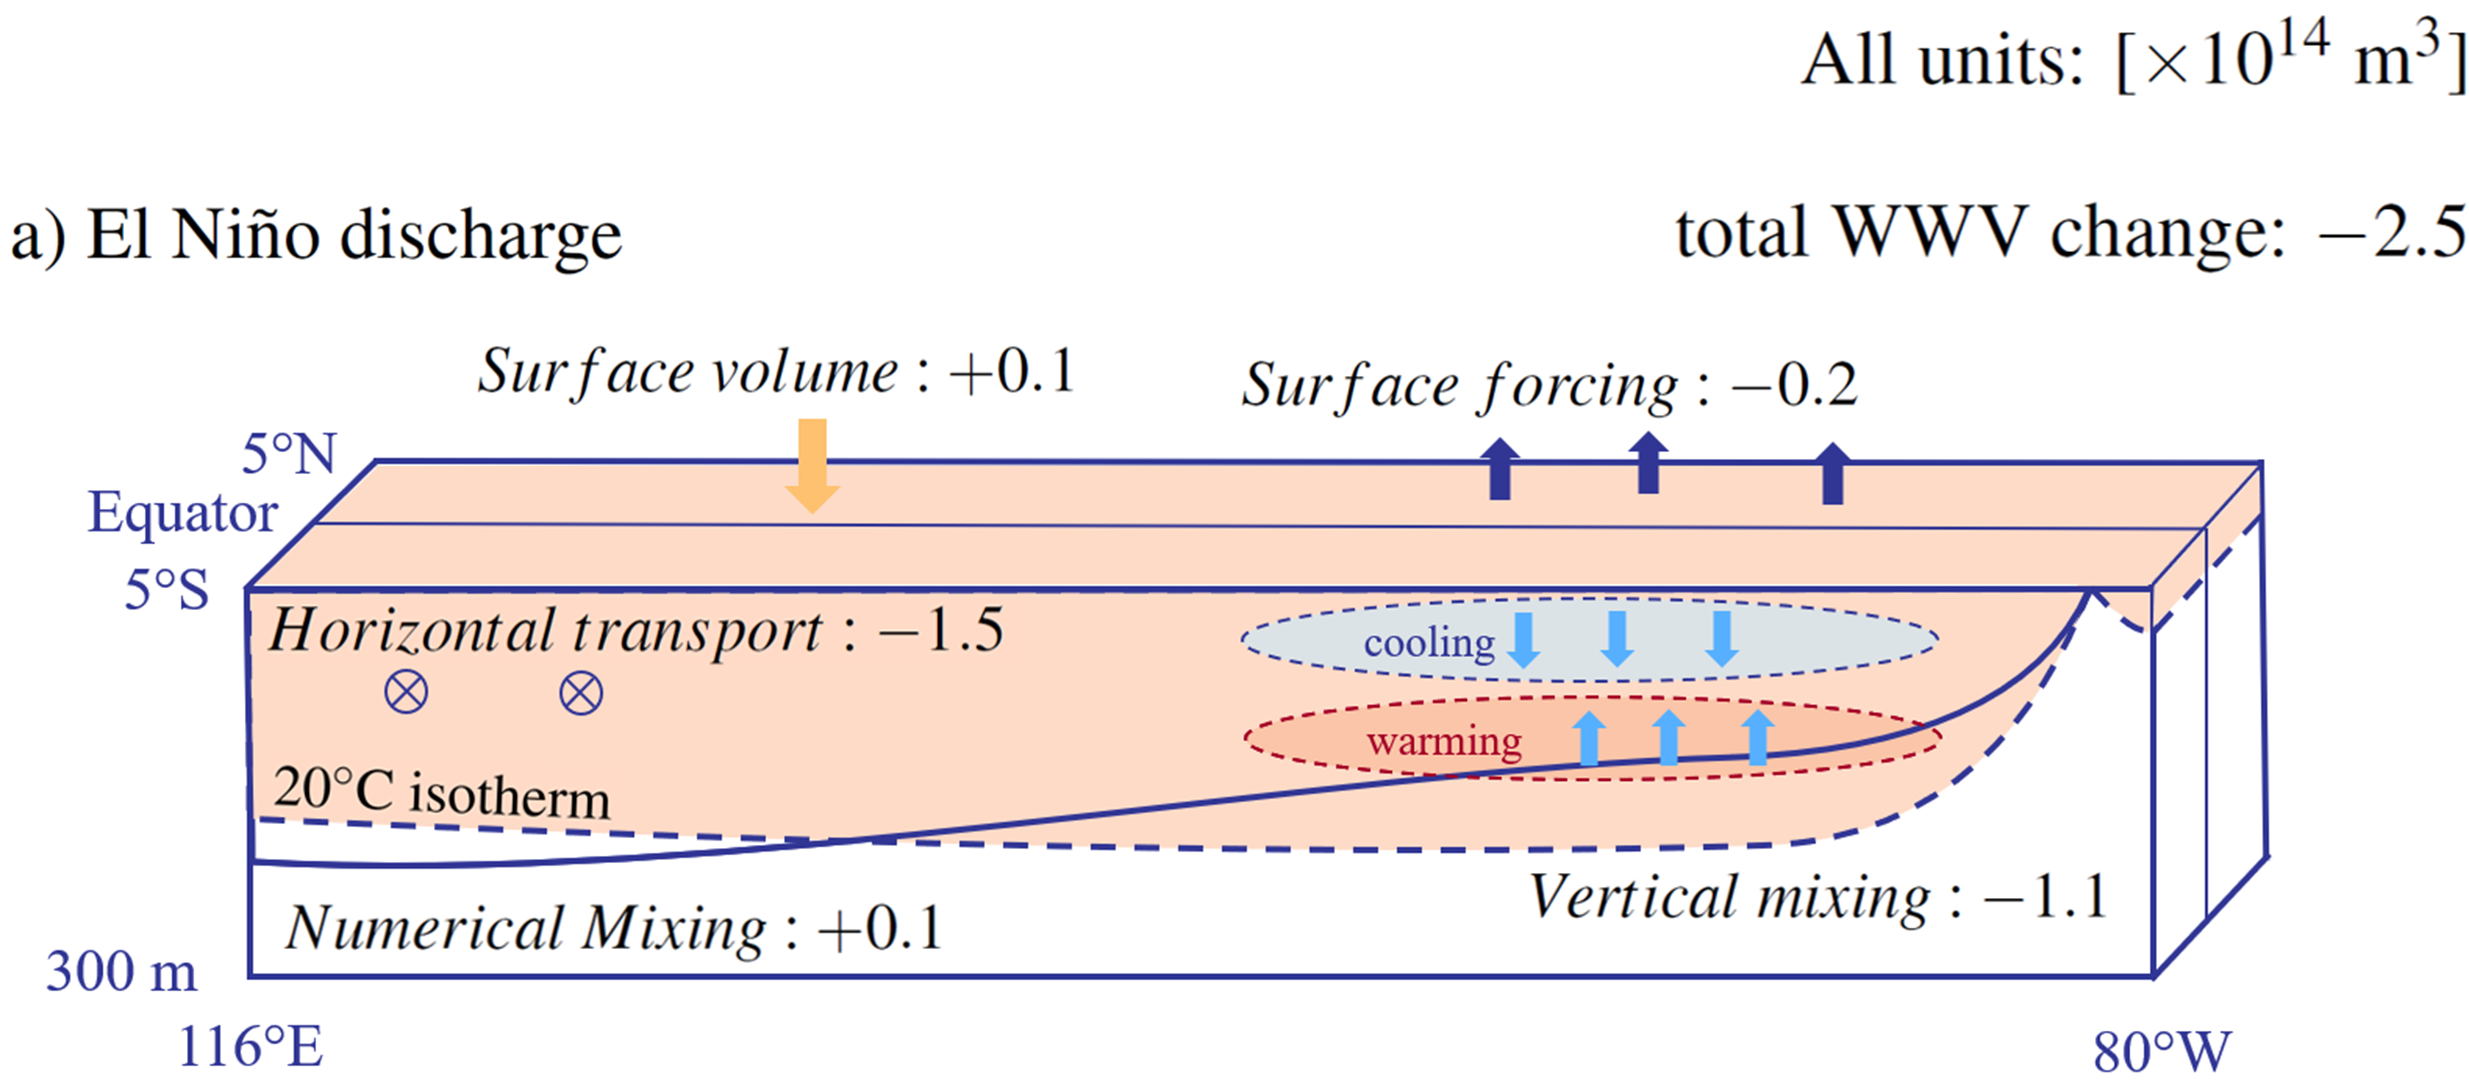 All units: [×10¹⁴ m³]
a) El Niño discharge
total WWV change: −2.5
Surface volume : +0.1
Surface forcing : −0.2
5°N
Equator
5°S
Horizontal transport : −1.5
cooling
warming
20°C isotherm
Vertical mixing : −1.1
Numerical Mixing : +0.1
300 m
116°E
80°W